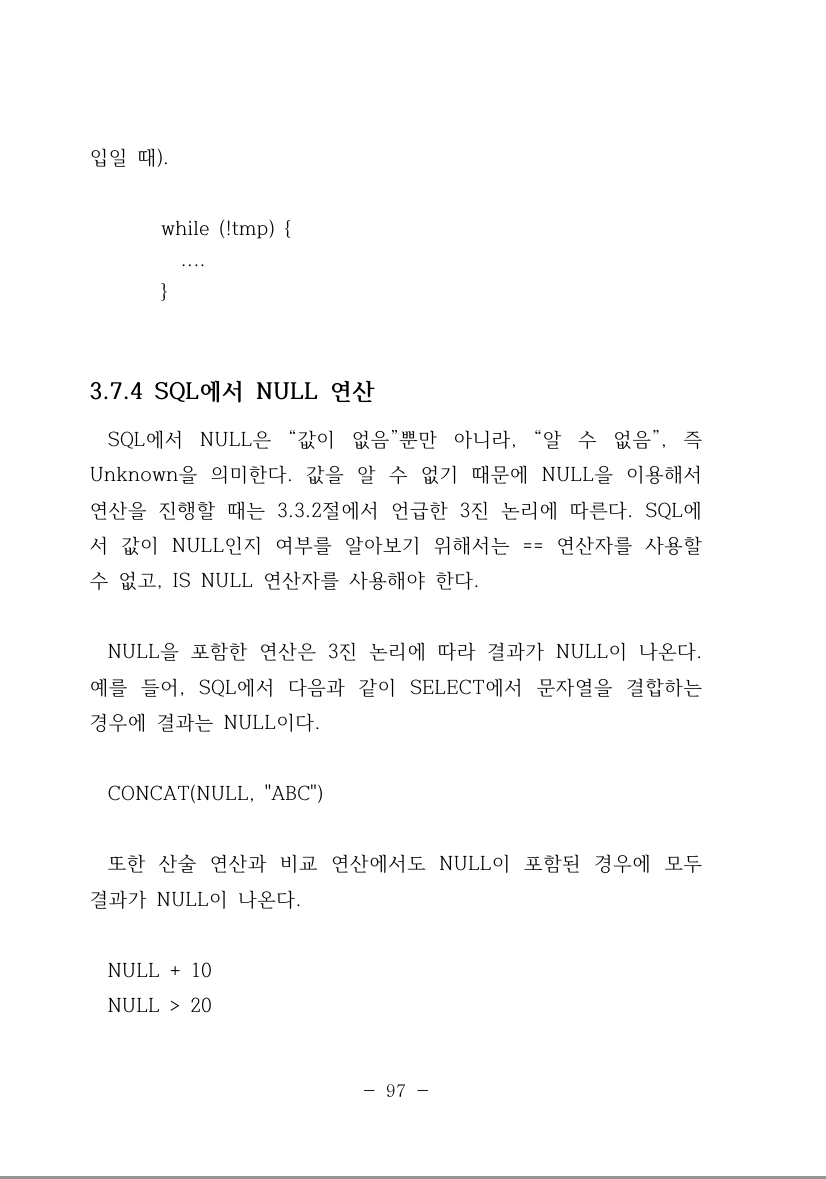 입일 때).
while (!tmp) {
....
}
3.7.4 SQL에서 NULL 연산
SQL에서 NULL은 “값이 없음”뿐만 아니라, “알 수 없음”, 즉
Unknown을 의미한다. 값을 알 수 없기 때문에 NULL을 이용해서
연산을 진행할 때는 3.3.2절에서 언급한 3진 논리에 따른다. SQL에
서 값이 NULL인지 여부를 알아보기 위해서는 == 연산자를 사용할
수 없고, IS NULL 연산자를 사용해야 한다.
NULL을 포함한 연산은 3진 논리에 따라 결과가 NULL이 나온다.
예를 들어, SQL에서 다음과 같이 SELECT에서 문자열을 결합하는
경우에 결과는 NULL이다.
CONCAT(NULL, "ABC")
또한 산술 연산과 비교 연산에서도 NULL이 포함된 경우에 모두
결과가 NULL이 나온다.
NULL + 10
NULL > 20
- 97 -